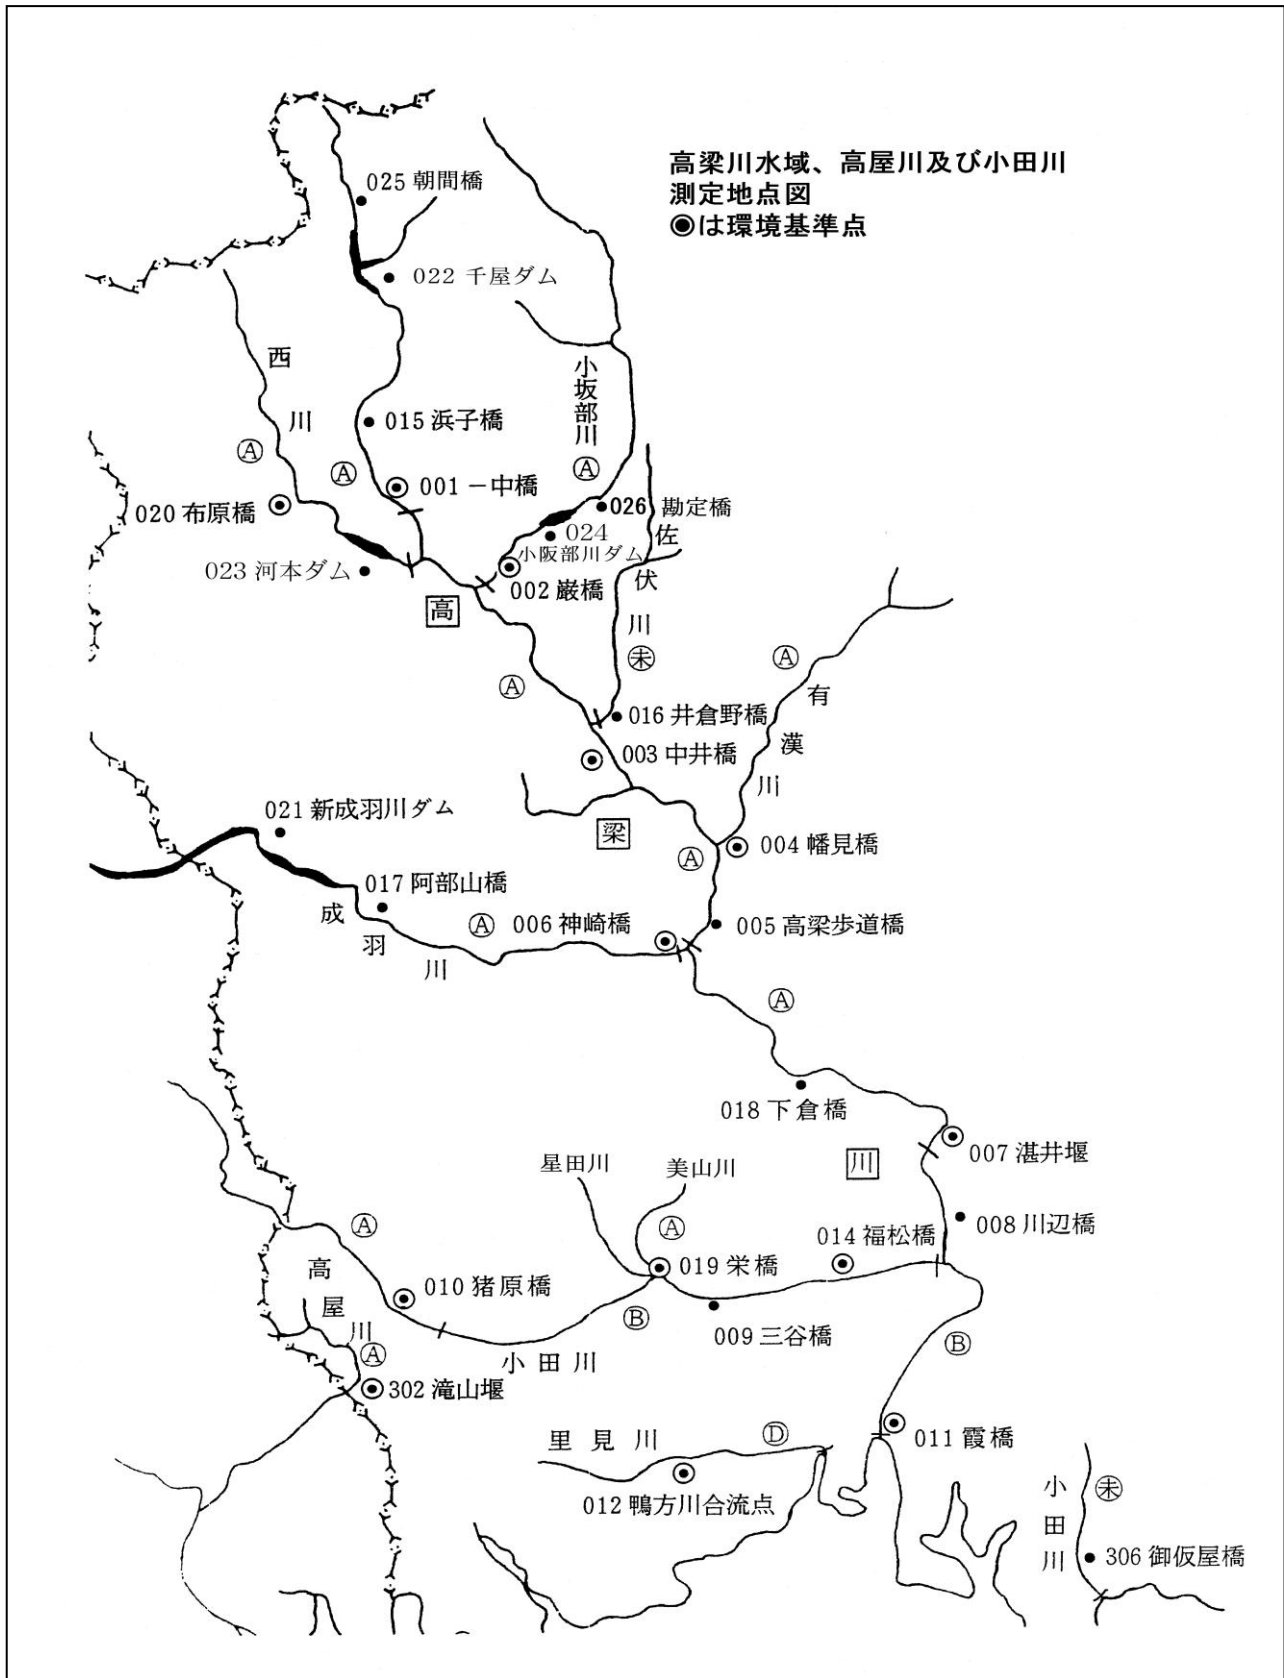 高梁川水域、高屋川及び小田川
測定地点図
◉は環境基準点
025 朝間橋
022 千屋ダム
西川
小坂部川
015 浜子橋
Ⓐ
Ⓐ
Ⓐ
001 一中橋
020 布原橋
026 勘定橋
024
小阪部川ダム
佐伏川
023 河本ダム
002 巌橋
高
㊍
Ⓐ
Ⓐ
有漢川
016 井倉野橋
003 中井橋
021 新成羽川ダム
梁
004 幡見橋
Ⓐ
017 阿部山橋
成羽川
Ⓐ
006 神崎橋
005 高梁歩道橋
Ⓐ
018 下倉橋
007 湛井堰
星田川
美山川
川
Ⓐ
Ⓐ
014 福松橋
008 川辺橋
高屋川
010 猪原橋
019 栄橋
Ⓑ
009 三谷橋
Ⓑ
小田川
Ⓐ
302 滝山堰
里見川
Ⓓ
011 霞橋
012 鴨方川合流点
小田川
未
306 御仮屋橋